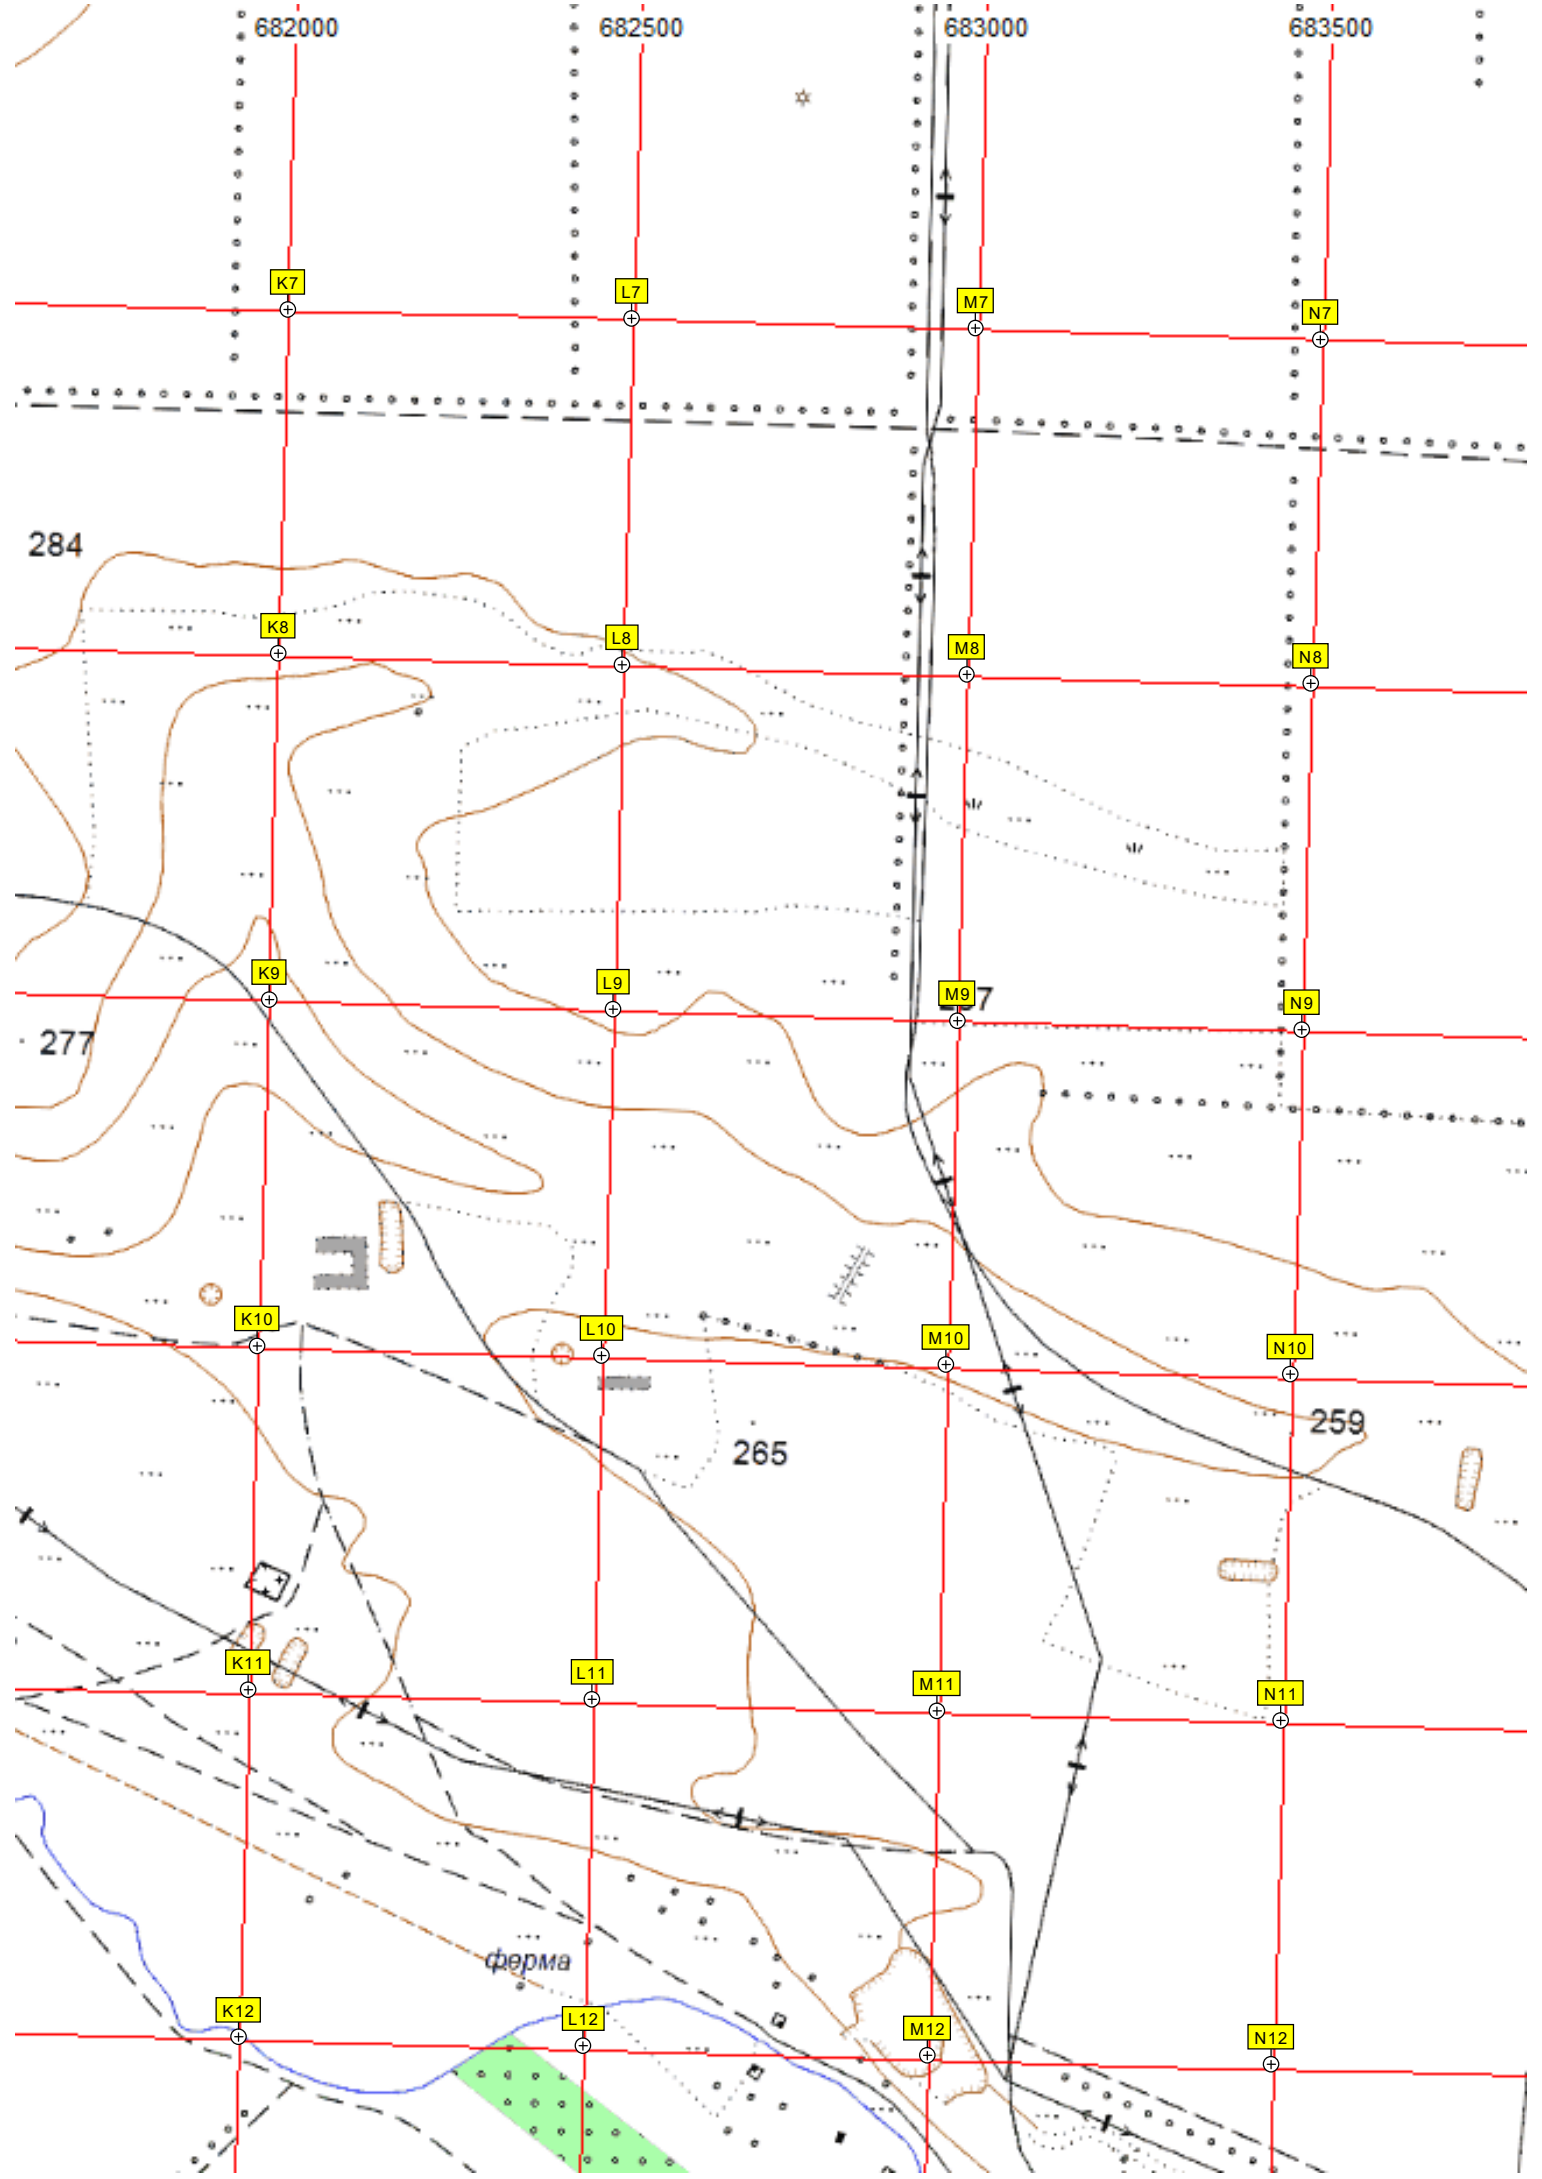 682000 682500 683000 683500
K7 L7 M7 N7
284
K8 L8 M8 N8
K9 L9 M9 N9
277
K10 L10 M10 N10
265 259
K11 L11 M11 N11
ферма
K12 L12 M12 N12